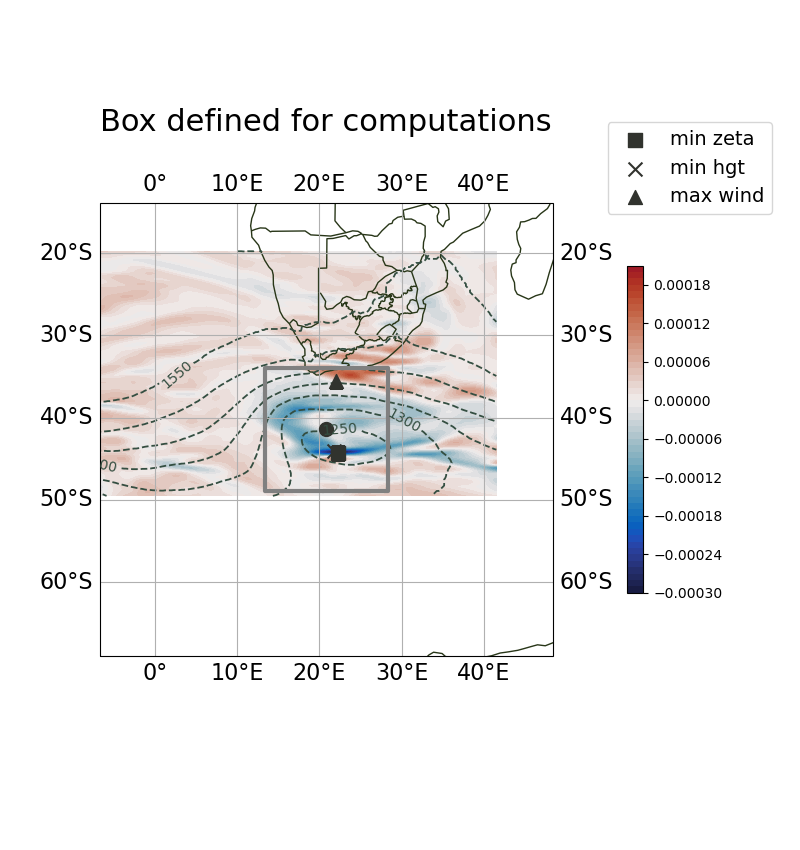 Box defined for computations
min zeta
min hgt
max wind
0° 10°E 20°E 30°E 40°E
20°S 20°S
30°S 30°S
40°S 40°S
50°S 50°S
60°S 60°S
0° 10°E 20°E 30°E 40°E
1550
1300
1250
00
0.00018
0.00012
0.00006
0.00000
−0.00006
−0.00012
−0.00018
−0.00024
−0.00030